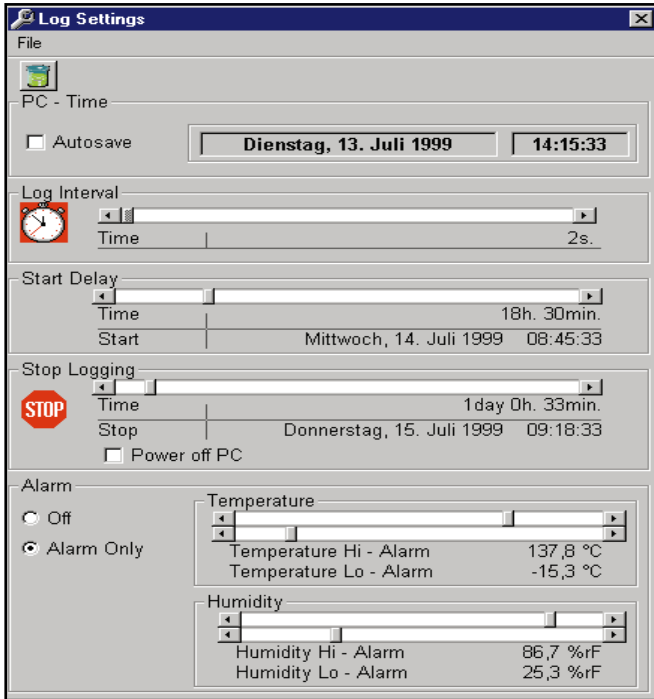 Log Settings
File
PC - Time
Autosave
Dienstag, 13. Juli 1999 14:15:33
Log Interval
Time 2s.
Start Delay
Time 18h. 30min.
Start Mittwoch, 14. Juli 1999 08:45:33
Stop Logging
STOP
Time 1day 0h. 33min.
Stop Donnerstag, 15. Juli 1999 09:18:33
Power off PC
Alarm
Off
Alarm Only
Temperature
Temperature Hi - Alarm 137,8 °C
Temperature Lo - Alarm -15,3 °C
Humidity
Humidity Hi - Alarm 86,7 %rF
Humidity Lo - Alarm 25,3 %rF